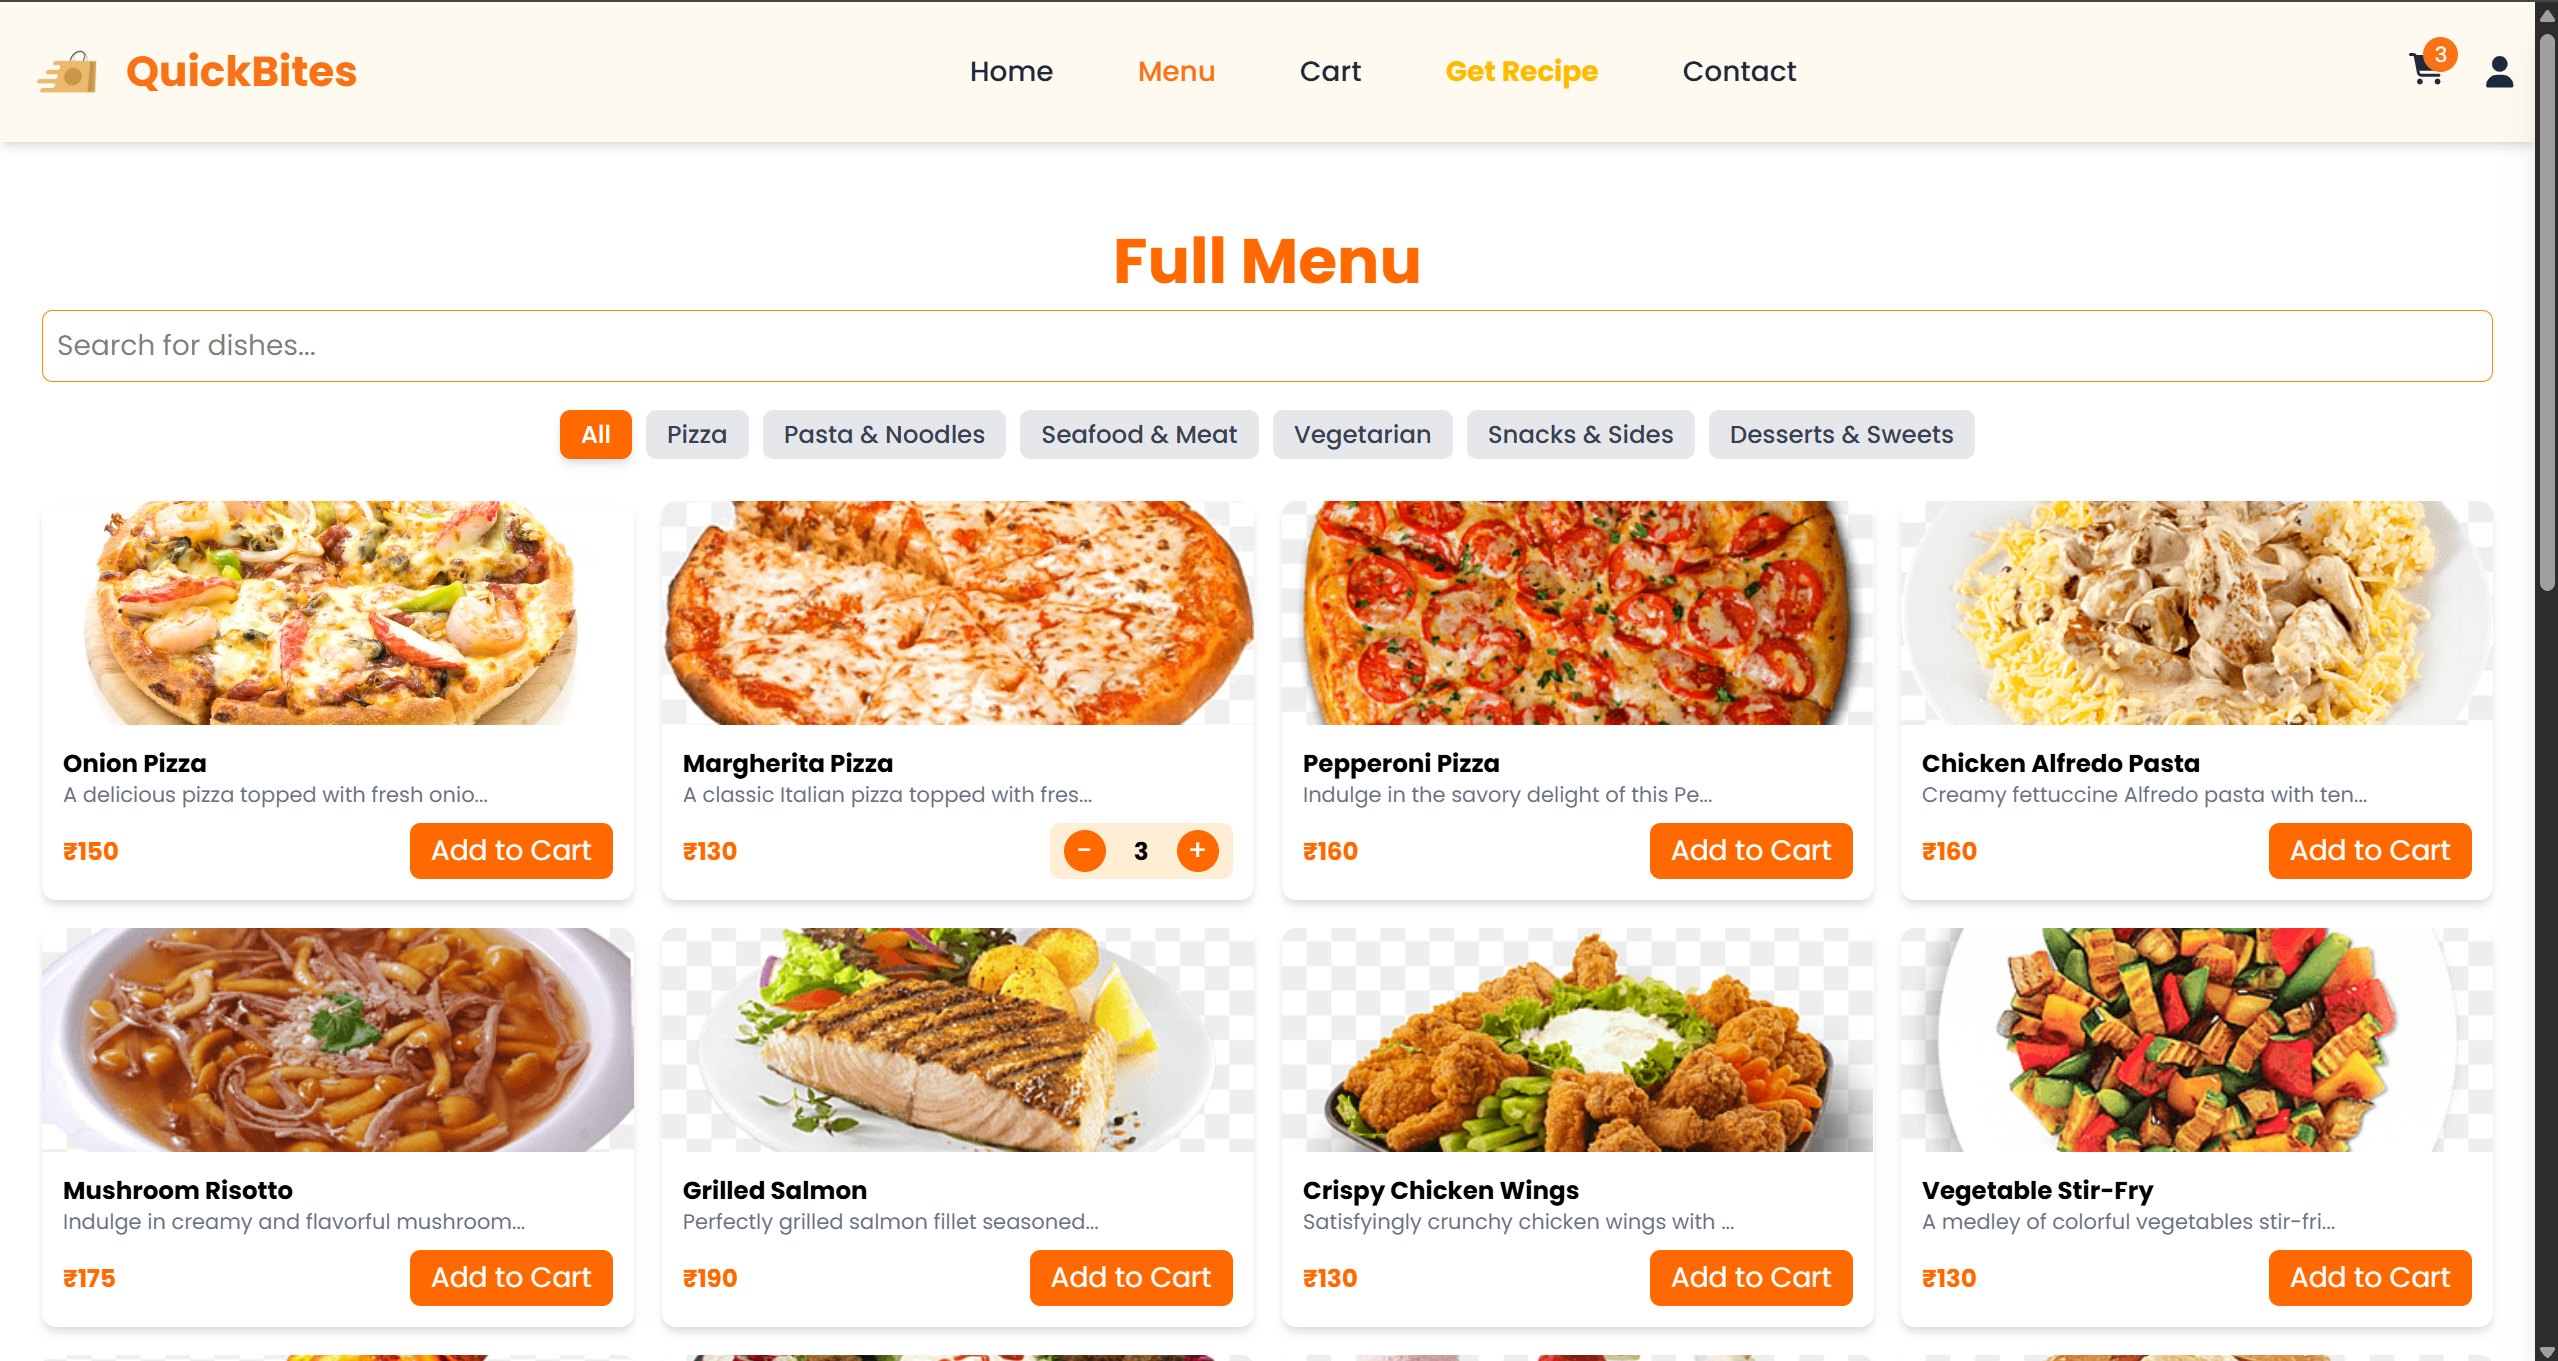 QuickBites
Home Menu Cart Get Recipe Contact
3
Full Menu
Search for dishes...
All Pizza Pasta & Noodles Seafood & Meat Vegetarian Snacks & Sides Desserts & Sweets
Onion Pizza
A delicious pizza topped with fresh onio...
₹150 Add to Cart
Margherita Pizza
A classic Italian pizza topped with fres...
₹130 - 3 +
Pepperoni Pizza
Indulge in the savory delight of this Pe...
₹160 Add to Cart
Chicken Alfredo Pasta
Creamy fettuccine Alfredo pasta with ten...
₹160 Add to Cart
Mushroom Risotto
Indulge in creamy and flavorful mushroom...
₹175 Add to Cart
Grilled Salmon
Perfectly grilled salmon fillet seasoned...
₹190 Add to Cart
Crispy Chicken Wings
Satisfyingly crunchy chicken wings with ...
₹130 Add to Cart
Vegetable Stir-Fry
A medley of colorful vegetables stir-fri...
₹130 Add to Cart